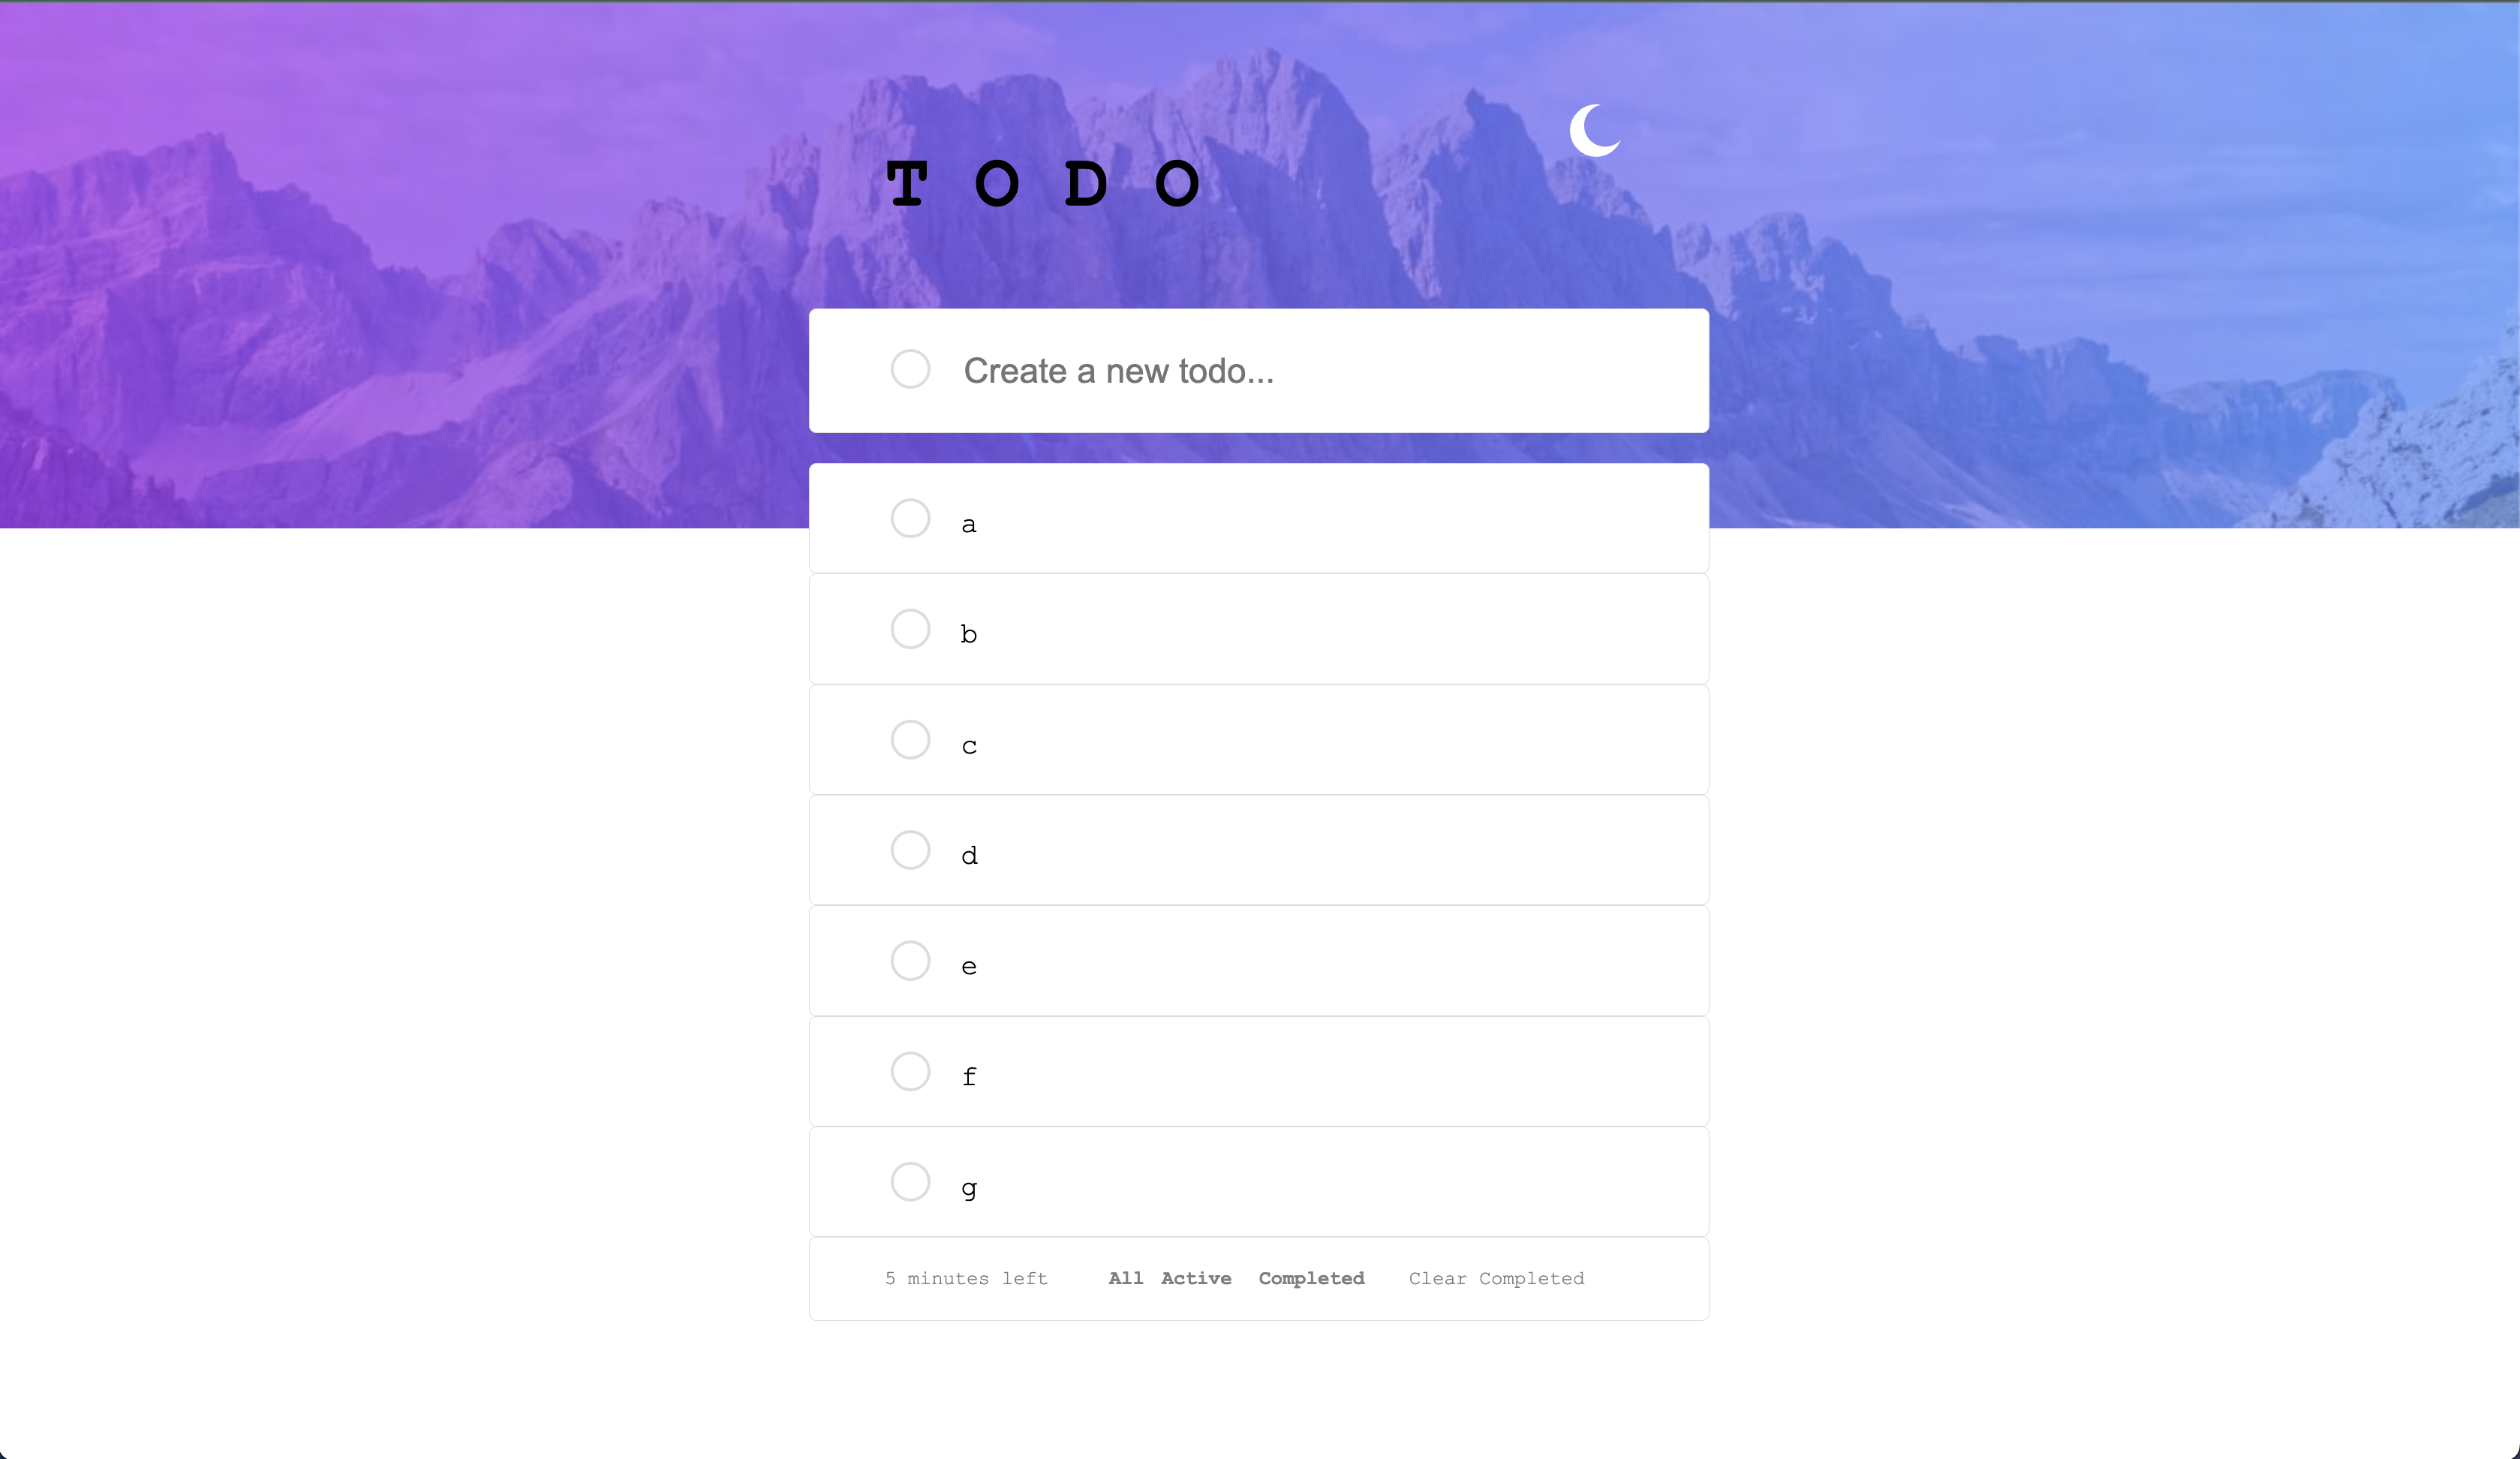 T O D O
Create a new todo...
a
b
c
d
e
f
g
5 minutes left All Active Completed Clear Completed